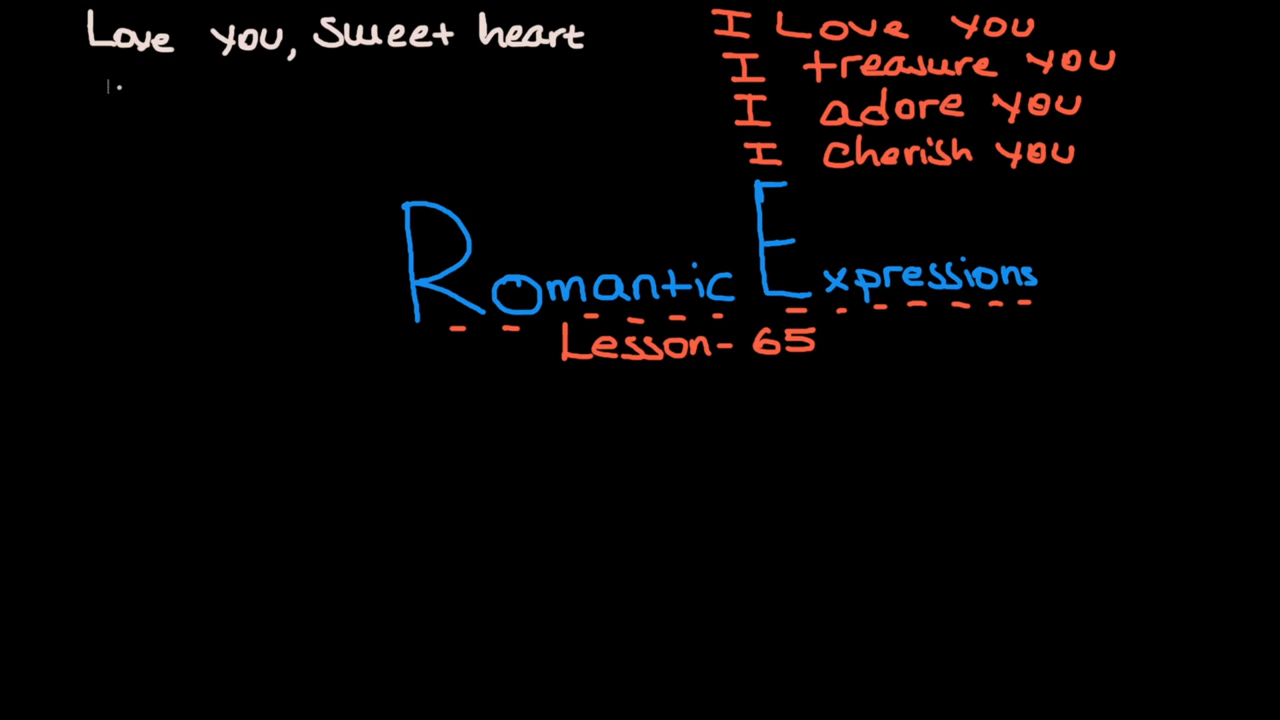 Love you, Sweet heart
I Love you
I treasure you
I adore you
I cherish you
Romantic Expressions
Lesson- 65